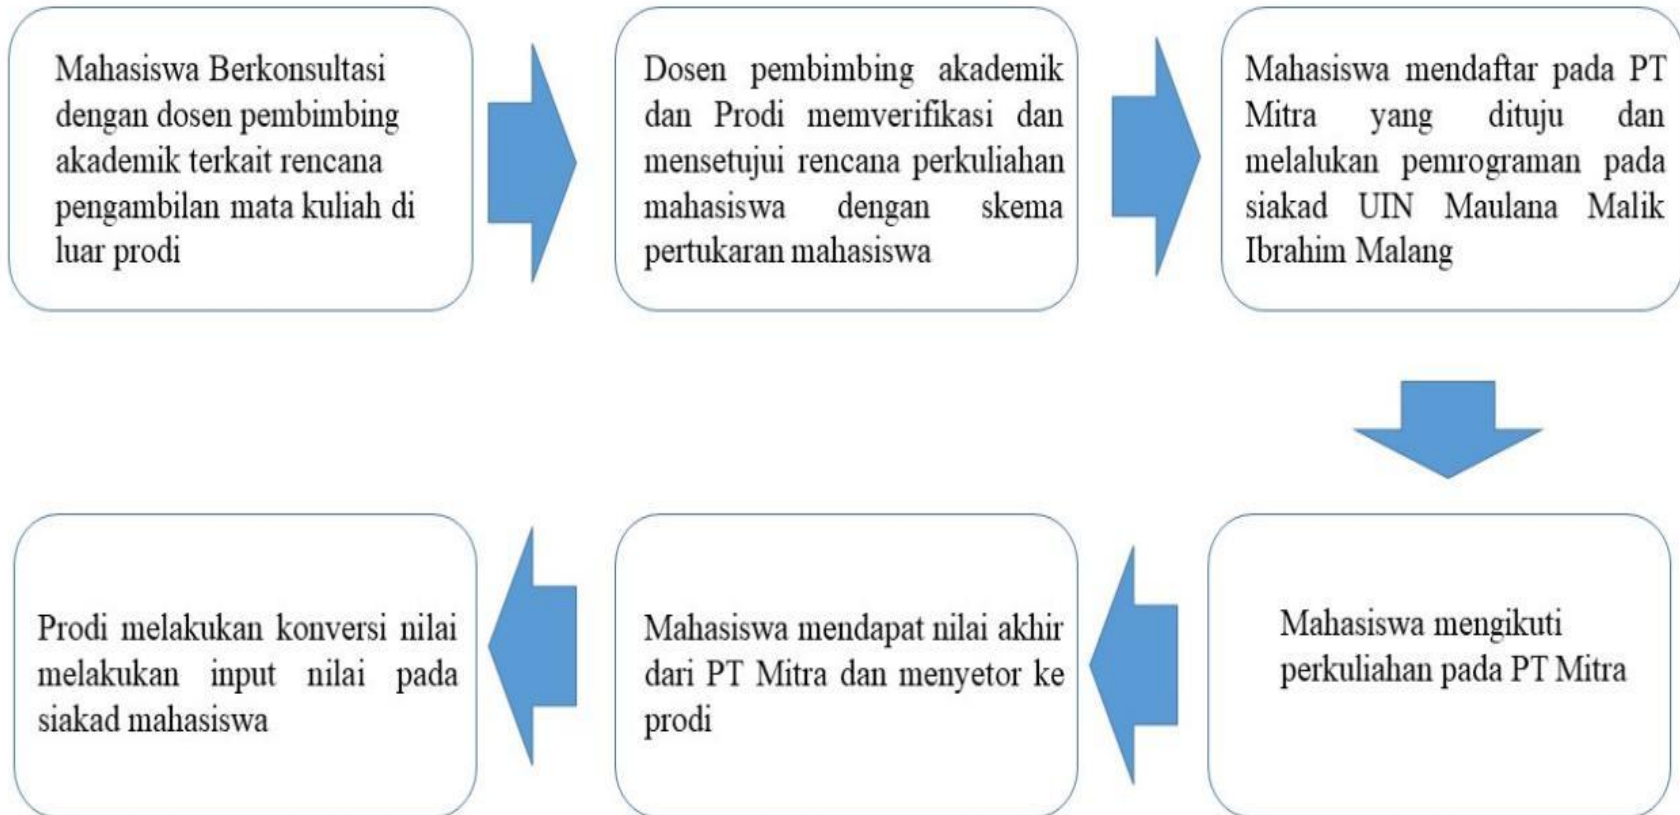 Mahasiswa Berkonsultasi
dengan dosen pembimbing
akademik terkait rencana
pengambilan mata kuliah di
luar prodi
Dosen pembimbing akademik
dan Prodi memverifikasi dan
mensetujui rencana perkuliahan
mahasiswa dengan skema
pertukaran mahasiswa
Mahasiswa mendaftar pada PT
Mitra yang dituju dan
melalukan pemrograman pada
siakad UIN Maulana Malik
Ibrahim Malang
Mahasiswa mengikuti
perkuliahan pada PT Mitra
Mahasiswa mendapat nilai akhir
dari PT Mitra dan menyetor ke
prodi
Prodi melakukan konversi nilai
melakukan input nilai pada
siakad mahasiswa